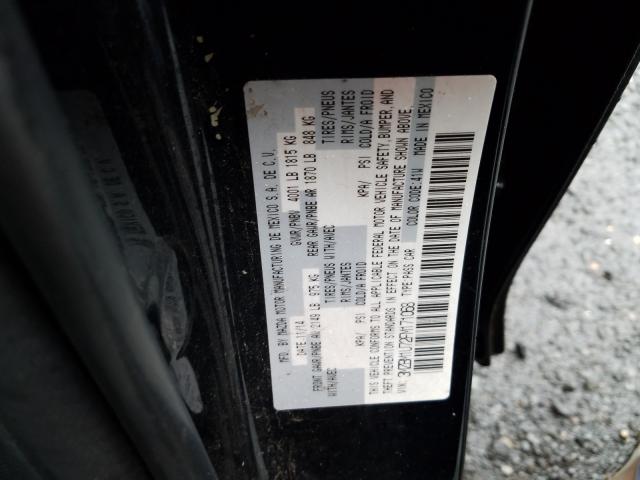 MFD. BY MAZDA MOTOR MANUFACTURING DE MEXICO S.A. DE C.V.
DATE: 11/14 GVWR/PNBV 4001 LB 1815 KG
FRONT GAWR/PNBE AV 2149 LB 975 KG REAR GAWR/PNBE AR 1870 LB 848 KG
WITH/AVEC TIRES/PNEUS WITH/AVEC TIRES/PNEUS
RIMS/JANTES RIMS/JANTES
KPA/ PSI COLD/A FROID KPA/ PSI COLD/A FROID
THIS VEHICLE CONFORMS TO ALL APPLICABLE FEDERAL MOTOR VEHICLE SAFETY, BUMPER, AND
THEFT PREVENTION STANDARDS IN EFFECT ON THE DATE OF MANUFACTURE SHOWN ABOVE.
VIN: 3MZBM1U72FM171068 TYPE: PASS CAR COLOR CODE: 41W MADE IN MEXICO